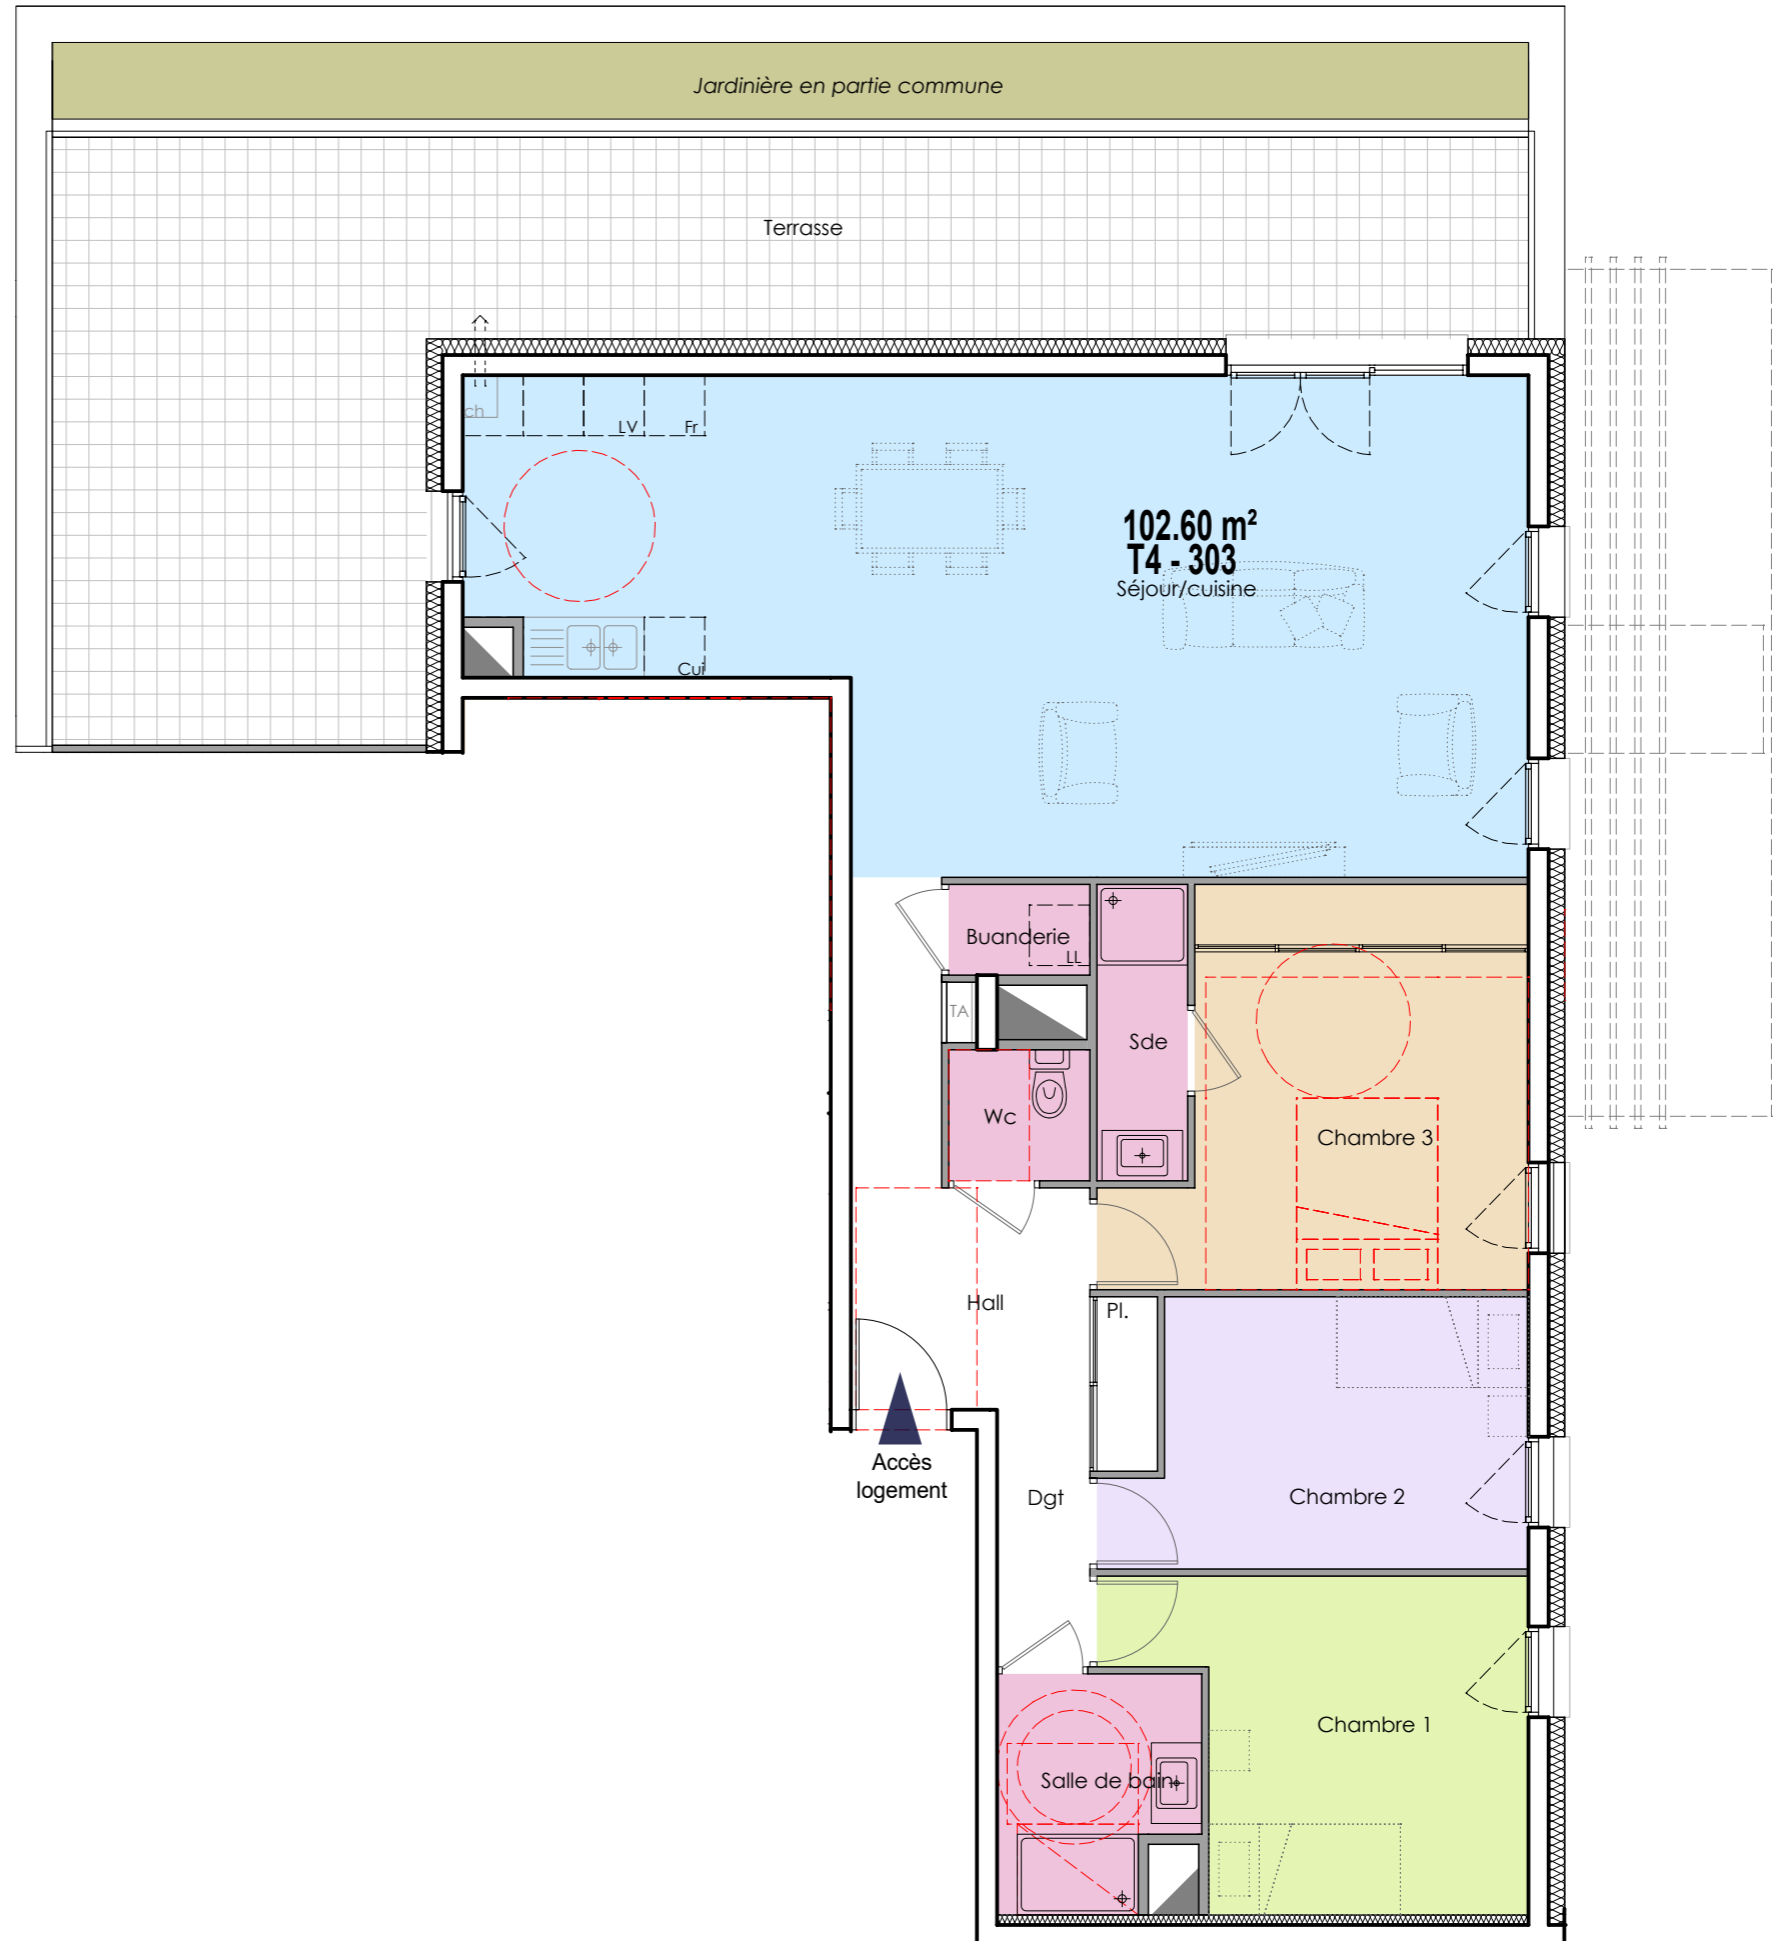 Jardinière en partie commune
Terrasse
ch
LV
Fr
102.60 m²
T4 - 303
Séjour/cuisine
Cui
Buanderie
LL
TA
Sde
Wc
Chambre 3
Hall
Pl.
Accès
logement
Dgt
Chambre 2
Chambre 1
Salle de bain